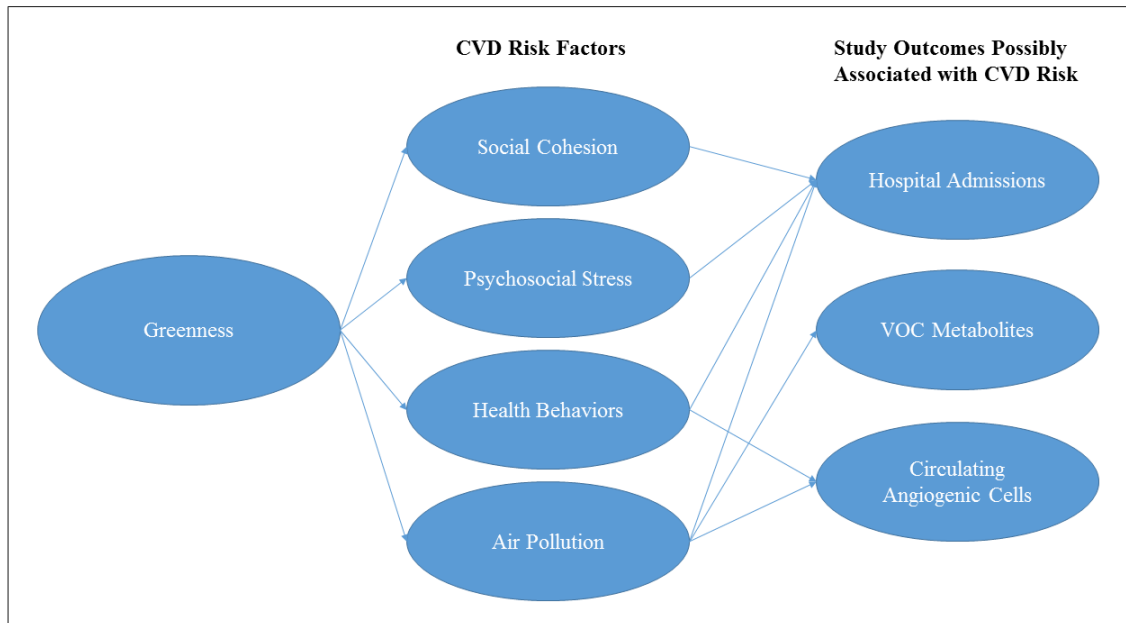 CVD Risk Factors
Study Outcomes Possibly
Associated with CVD Risk
Greenness
Social Cohesion
Psychosocial Stress
Health Behaviors
Air Pollution
Hospital Admissions
VOC Metabolites
Circulating
Angiogenic Cells